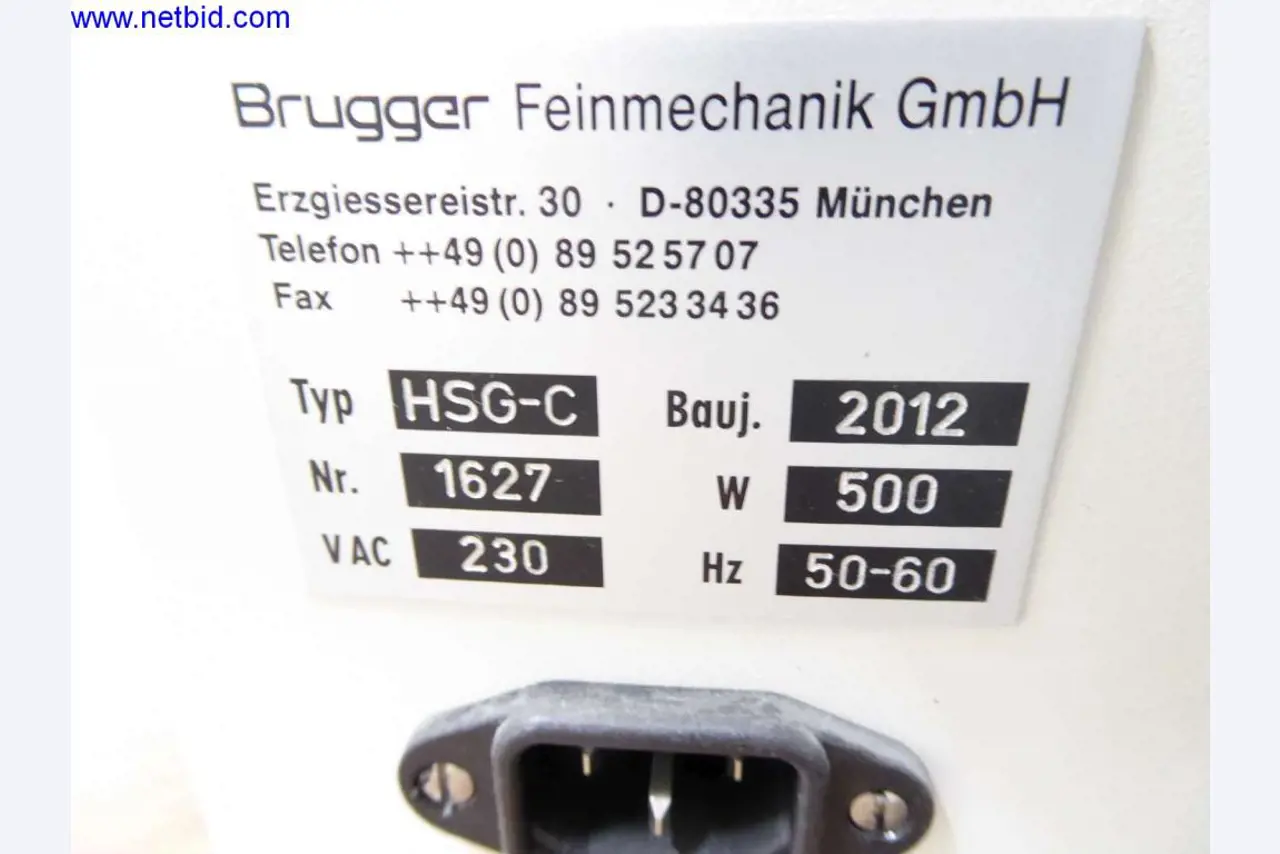 www.netbid.com
Brugger Feinmechanik GmbH
Erzgiessereistr. 30 · D-80335 München
Telefon ++49 (0) 89 52 57 07
Fax ++49 (0) 89 523 34 36
Typ HSG-C Bauj. 2012
Nr. 1627 W 500
VAC 230 Hz 50-60